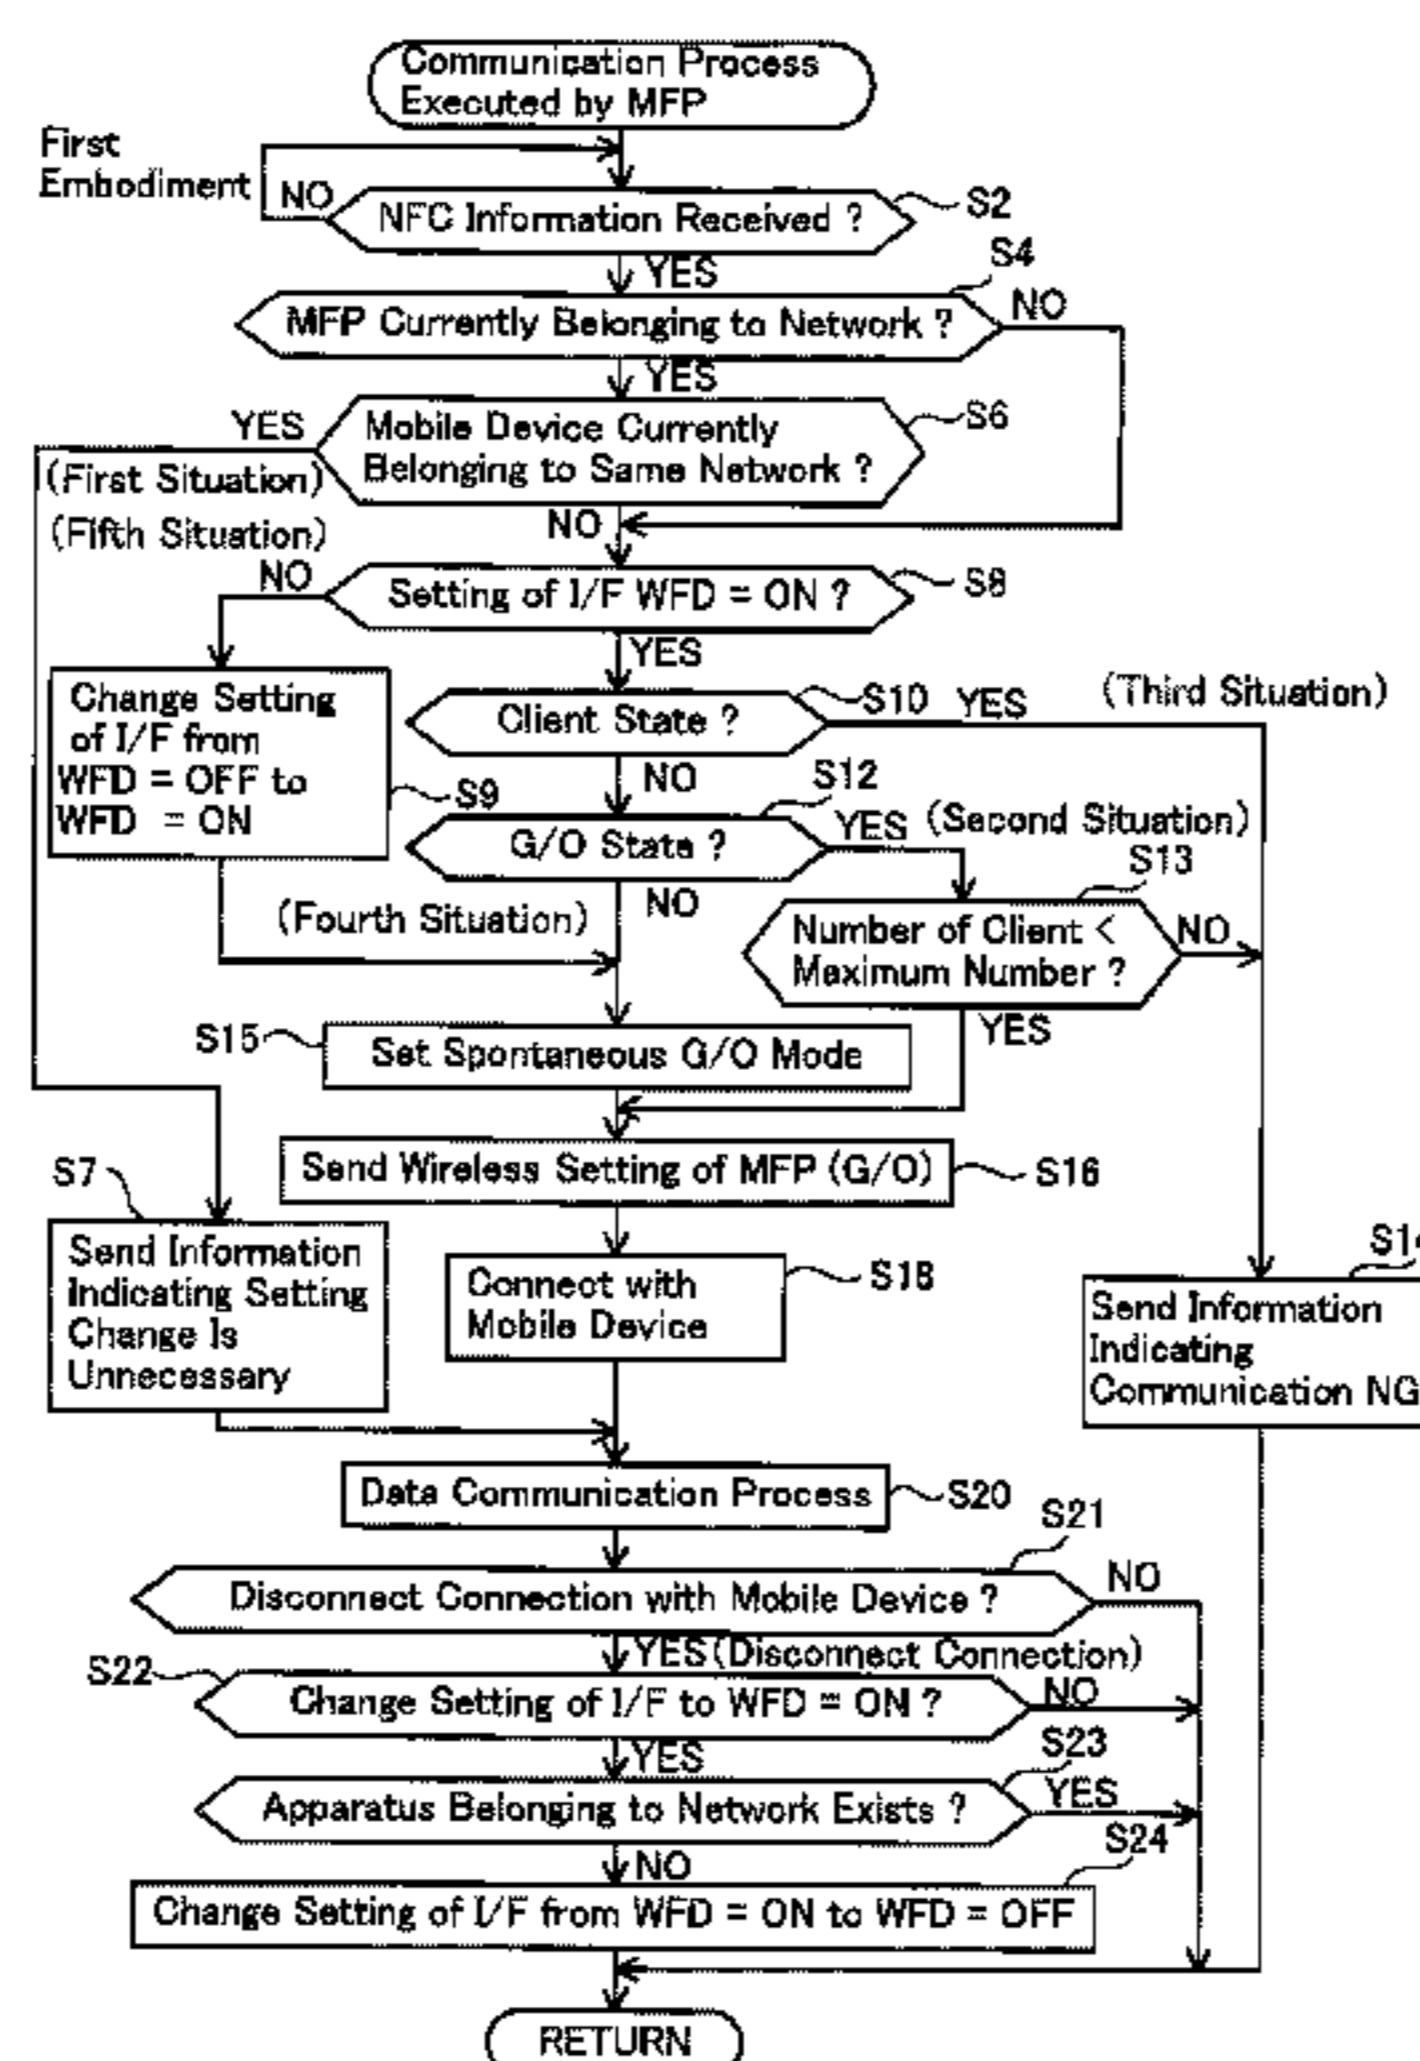 Communication Process
Executed by MFP
First
Embodiment
NO
NFC Information Received ?
S2
YES
S4
MFP Currently Belonging to Network ?
NO
YES
YES
Mobile Device Currently
Belonging to Same Network ?
S6
(First Situation)
(Fifth Situation)
NO
NO
Setting of I/F WFD = ON ?
S8
YES
Change Setting
of I/F from
WFD = OFF to
WFD = ON
S9
Client State ?
S10
YES
(Third Situation)
NO
S12
G/O State ?
YES (Second Situation)
S13
NO
(Fourth Situation)
Number of Client <
Maximum Number ?
NO
YES
S15
Set Spontaneous G/O Mode
Send Wireless Setting of MFP (G/O)
S16
S7
Send Information
Indicating Setting
Change Is
Unnecessary
Connect with
Mobile Device
S18
S14
Send Information
Indicating
Communication NG
Data Communication Process
S20
S21
Disconnect Connection with Mobile Device ?
NO
YES (Disconnect Connection)
S22
Change Setting of I/F to WFD = ON ?
NO
YES
S23
Apparatus Belonging to Network Exists ?
YES
NO
S24
Change Setting of I/F from WFD = ON to WFD = OFF
RETURN